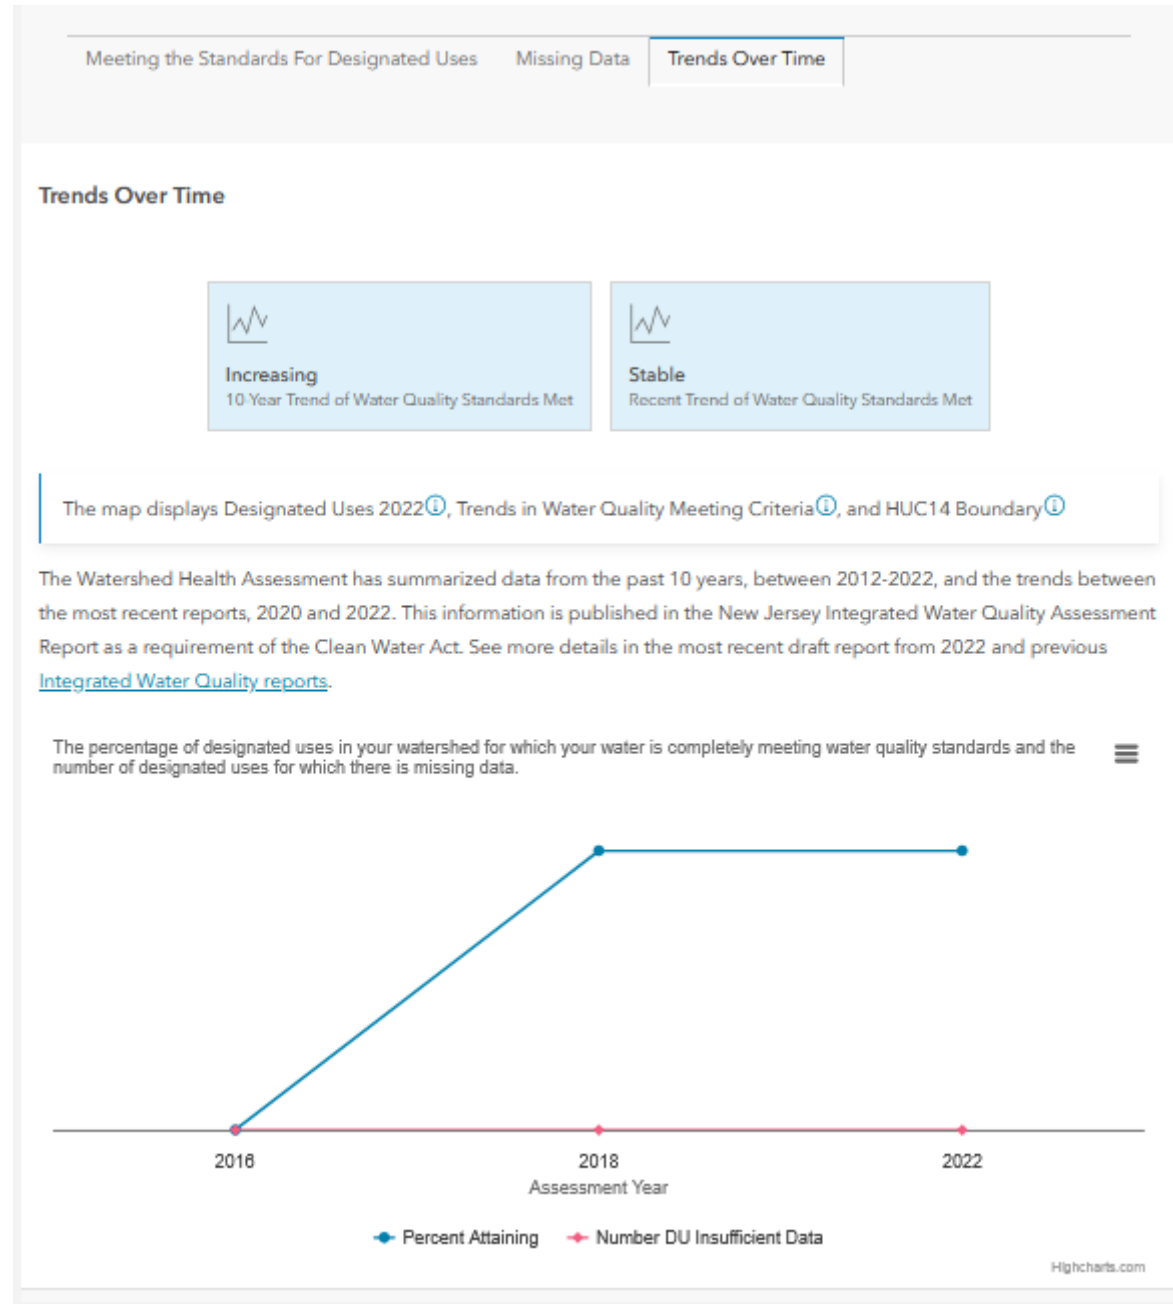 Meeting the Standards For Designated Uses Missing Data Trends Over Time
Trends Over Time
Increasing
10-Year Trend of Water Quality Standards Met
Stable
Recent Trend of Water Quality Standards Met
The map displays Designated Uses 2022ⓘ, Trends in Water Quality Meeting Criteriaⓘ, and HUC14 Boundaryⓘ
The Watershed Health Assessment has summarized data from the past 10 years, between 2012-2022, and the trends between
the most recent reports, 2020 and 2022. This information is published in the New Jersey Integrated Water Quality Assessment
Report as a requirement of the Clean Water Act. See more details in the most recent draft report from 2022 and previous
Integrated Water Quality reports.
The percentage of designated uses in your watershed for which your water is completely meeting water quality standards and the
number of designated uses for which there is missing data.
2016 2018 2022
Assessment Year
Percent Attaining Number DU Insufficient Data
Highcharts.com